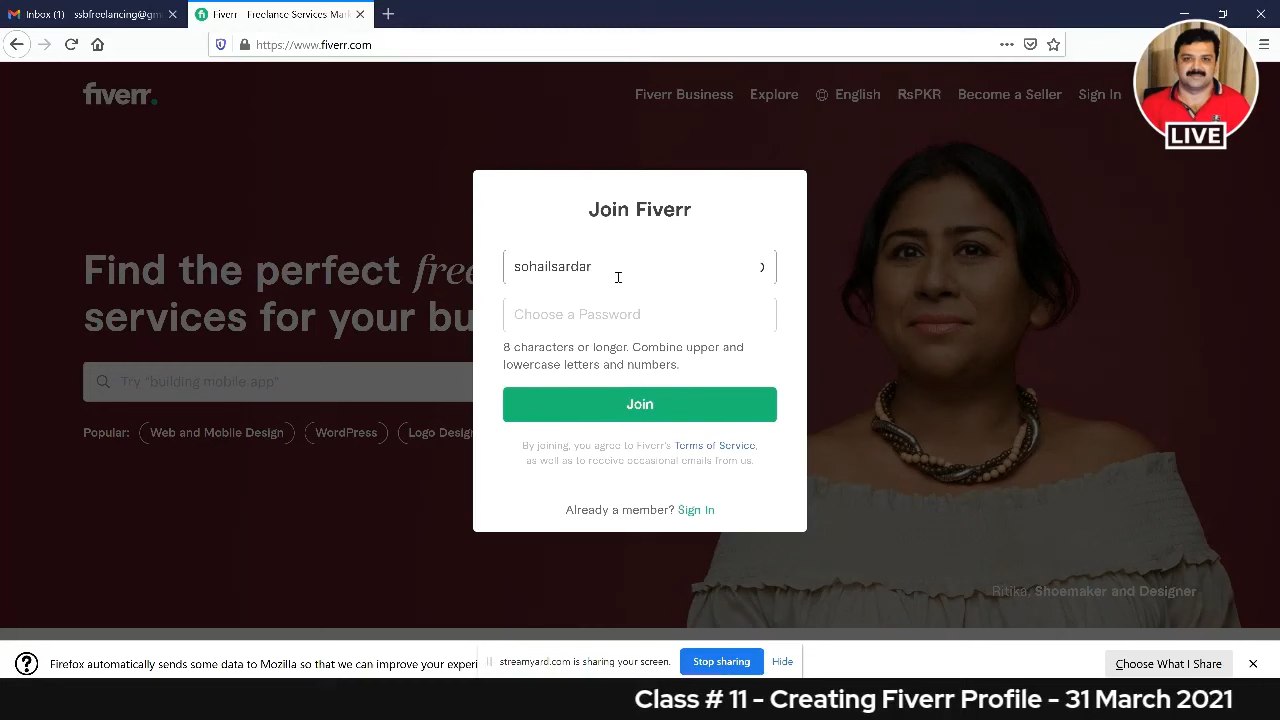 Inbox (1) - ssbfreelancing@gm
Fiverr - Freelance Services Mark
https://www.fiverr.com
fiverr.
Fiverr Business
Explore
English
RsPKR
Become a Seller
Sign In
LIVE
Join Fiverr
sohailsardar
Choose a Password
8 characters or longer. Combine upper and
lowercase letters and numbers.
Join
By joining, you agree to Fiverr's Terms of Service,
as well as to receive occasional emails from us.
Already a member? Sign In
Find the perfect free
services for your bu
Try "building mobile app"
Popular:
Web and Mobile Design
WordPress
Logo Design
Ritika, Shoemaker and Designer
Firefox automatically sends some data to Mozilla so that we can improve your experi
streamyard.com is sharing your screen.
Stop sharing
Hide
Choose What I Share
Class # 11 - Creating Fiverr Profile - 31 March 2021